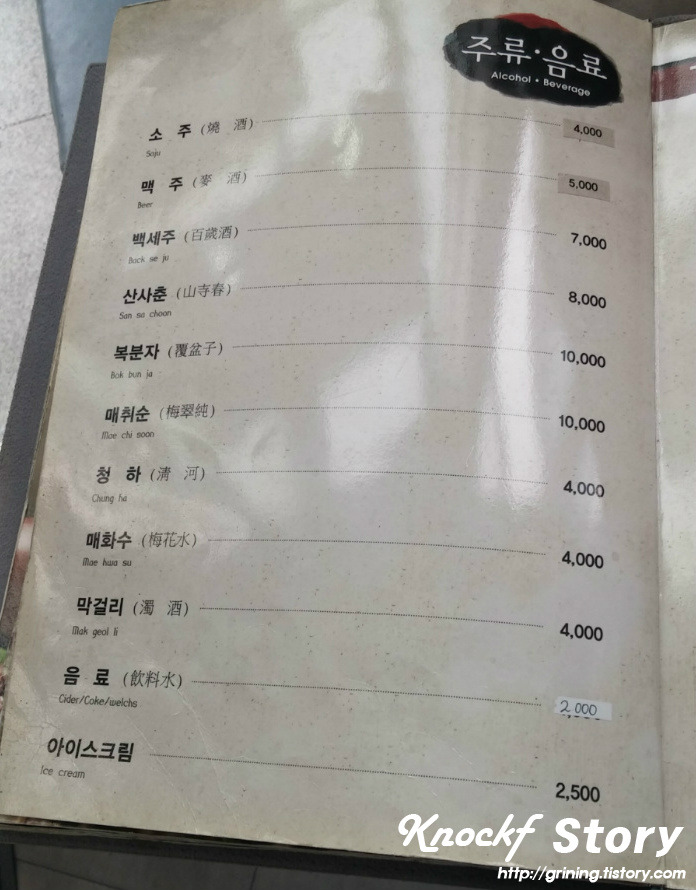 주류·음료
Alcohol • Beverage
소 주 (燒 酒) 4,000
Soju
맥 주 (麥 酒) 5,000
Beer
백세주 (百歲酒) 7,000
Back se ju
산사춘 (山寺春) 8,000
San sa choon
복분자 (覆盆子) 10,000
Bok bun ja
매취순 (梅翠純) 10,000
Mae chi soon
청 하 (淸 河) 4,000
Chung ha
매화수 (梅花水) 4,000
Mae hwa su
막걸리 (濁 酒) 4,000
Mak geol li
음 료 (飮料水) 2,000
Cider/Coke/welchs
아이스크림 2,500
Ice cream
Knockf Story
http://grining.tistory.com